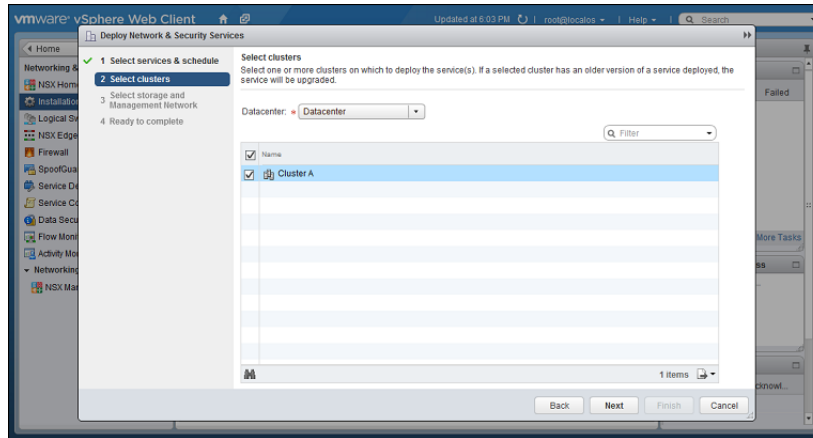 vmware® vSphere Web Client
Updated at 6:03 PM | root@localos | Help | Search
Deploy Network & Security Services
Home
Networking &
NSX Hom
Installation
Logical Sw
NSX Edge
Firewall
SpoofGua
Service De
Service Co
Data Secu
Flow Moni
Activity Mo
Networking
NSX Man
1 Select services & schedule
2 Select clusters
3 Select storage and
Management Network
4 Ready to complete
Select clusters
Select one or more clusters on which to deploy the service(s). If a selected cluster has an older version of a service deployed, the
service will be upgraded.
Datacenter: * Datacenter
Filter
Name
Cluster A
1 items
Back Next Finish Cancel
Failed
More Tasks
ss
cknowl...